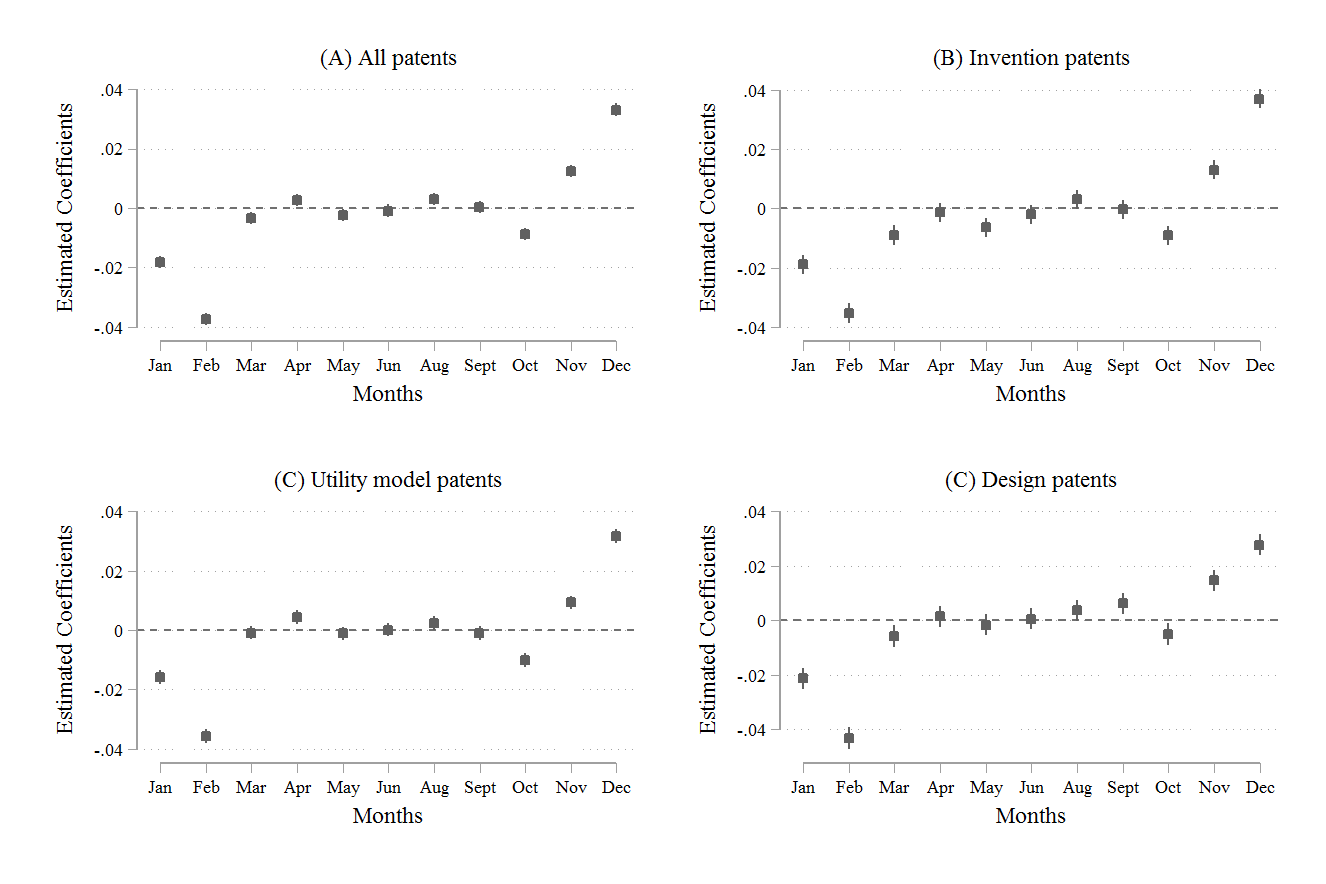 (A) All patents
Estimated Coefficients
.04
.02
0
-.02
-.04
Jan Feb Mar Apr May Jun Aug Sept Oct Nov Dec
Months
(B) Invention patents
Estimated Coefficients
.04
.02
0
-.02
-.04
Jan Feb Mar Apr May Jun Aug Sept Oct Nov Dec
Months
(C) Utility model patents
Estimated Coefficients
.04
.02
0
-.02
-.04
Jan Feb Mar Apr May Jun Aug Sept Oct Nov Dec
Months
(C) Design patents
Estimated Coefficients
.04
.02
0
-.02
-.04
Jan Feb Mar Apr May Jun Aug Sept Oct Nov Dec
Months